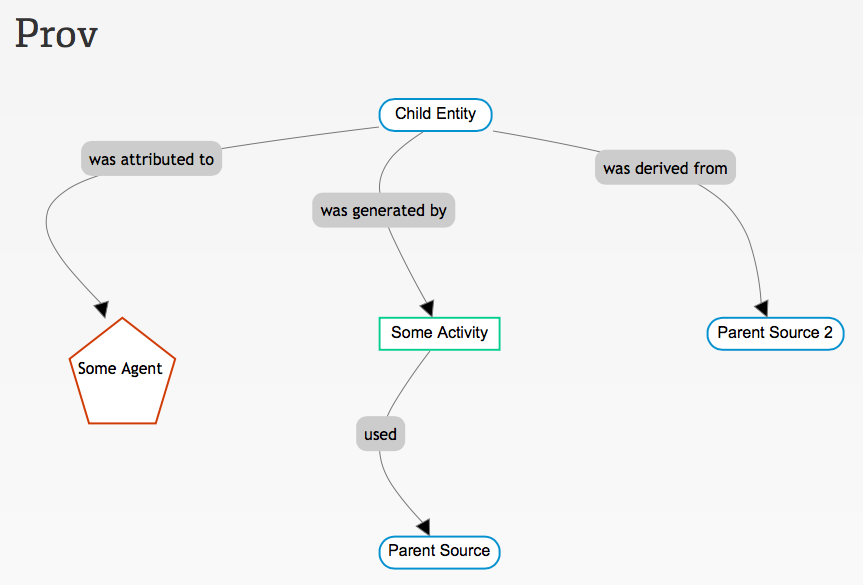 Prov
Child Entity
was attributed to
was derived from
was generated by
Some Activity
Parent Source 2
Some Agent
used
Parent Source